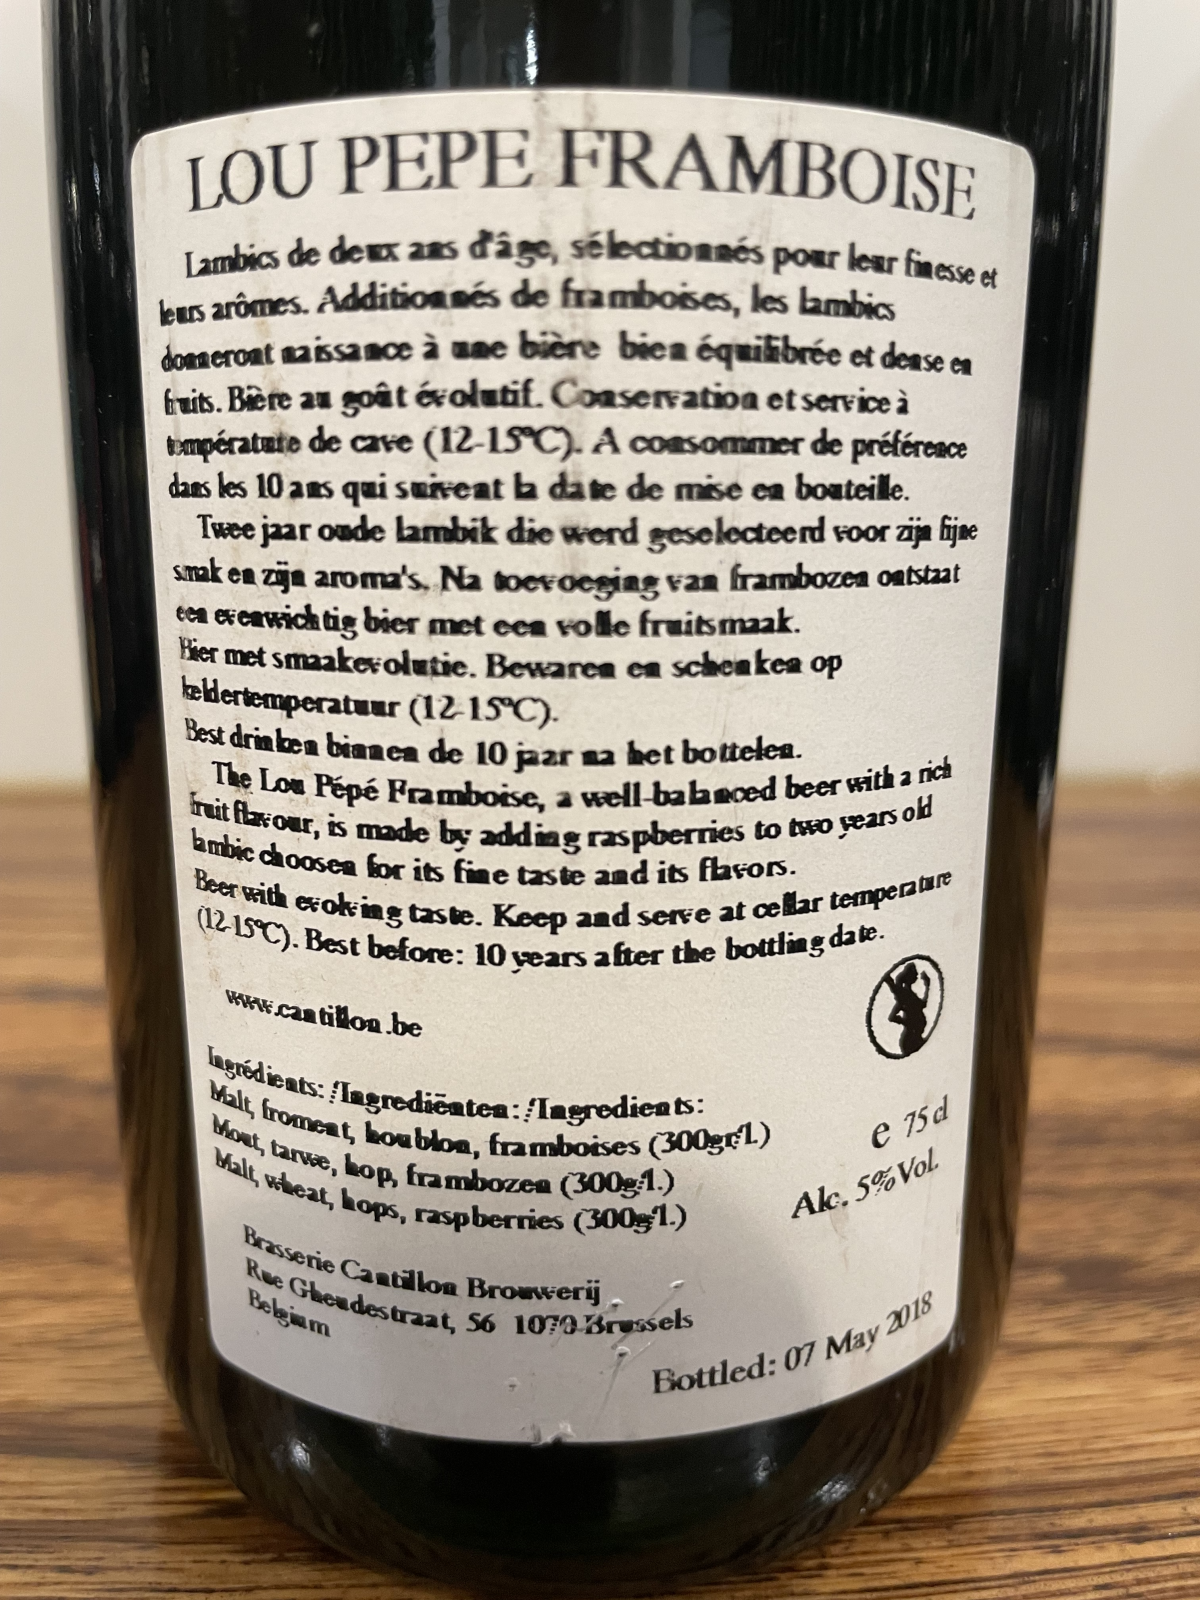 LOU PEPE FRAMBOISE
Lambics de deux ans d'âge, sélectionnés pour leur finesse et
leurs arômes. Additionnés de framboises, les lambics
donneront naissance à une bière bien équilibrée et dense en
fruits. Bière au goût évolutif. Conservation et service à
température de cave (12-15°C). A consommer de préférence
dans les 10 ans qui suivent la date de mise en bouteille.
Twee jaar oude lambik die werd geselecteerd voor zijn fijne
smak en zijn aroma's. Na toevoeging van frambozen ontstaat
een evenwichtig bier met een volle fruitsmaak.
Bier met smaakevolutie. Bewaren en schenken op
keldertemperatuur (12-15°C).
Best drinken binnen de 10 jaar na het bottelen.
The Lou Pépé Framboise, a well-balanced beer with a rich
fruit flavour, is made by adding raspberries to two years old
lambic choosen for its fine taste and its flavors.
Beer with evolving taste. Keep and serve at cellar temperature
(12-15°C). Best before: 10 years after the bottling date.
www.cantillon.be
Ingrédients: /Ingrediënten: /Ingredients:
Malt, froment, houblon, framboises (300gr/l.)
Mout, tarwe, hop, frambozen (300g/l.)
Malt, wheat, hops, raspberries (300g/l.)
e 75 cl
Alc. 5% Vol.
Brasserie Cantillon Brouwerij
Rue Gheudestraat, 56 1070 Brussels
Belgium
Bottled: 07 May 2018